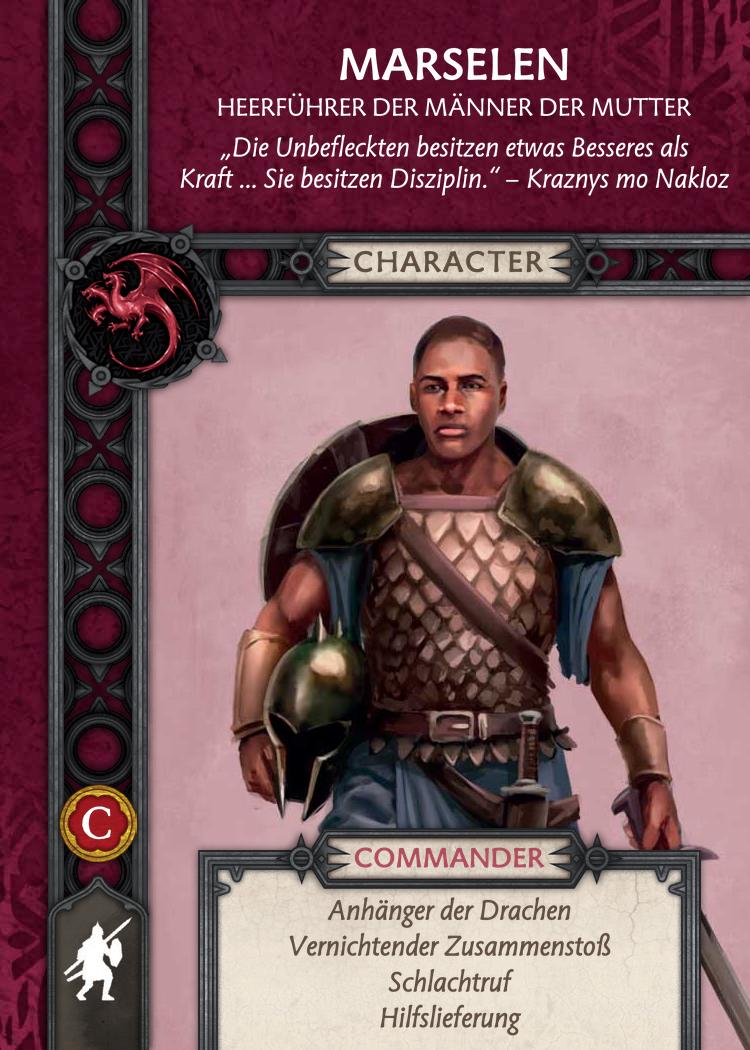 MARSELEN
HEERFÜHRER DER MÄNNER DER MUTTER
„Die Unbefleckten besitzen etwas Besseres als
Kraft ... Sie besitzen Disziplin.“ – Kraznys mo Nakloz
CHARACTER
C
COMMANDER
Anhänger der Drachen
Vernichtender Zusammenstoß
Schlachtruf
Hilfslieferung